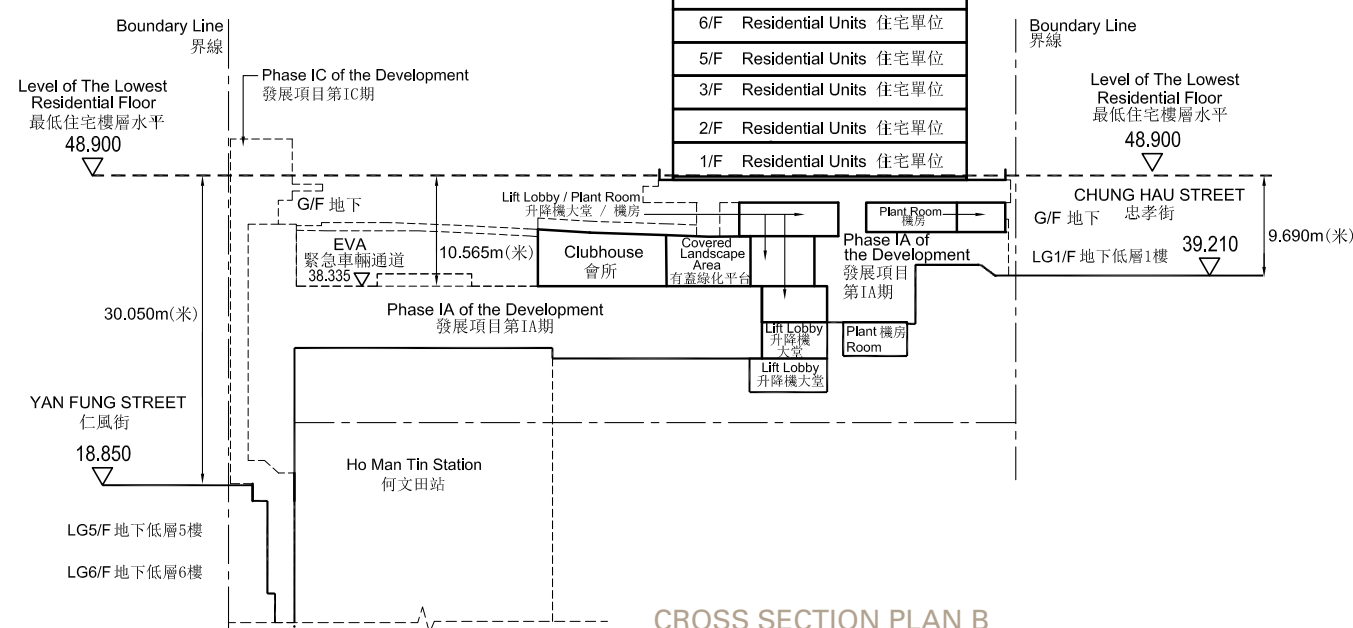 6/F Residential Units 住宅單位
5/F Residential Units 住宅單位
3/F Residential Units 住宅單位
2/F Residential Units 住宅單位
1/F Residential Units 住宅單位
Boundary Line
界線
Boundary Line
界線
Phase IC of the Development
發展項目第IC期
Level of The Lowest
Residential Floor
最低住宅樓層水平
48.900
Level of The Lowest
Residential Floor
最低住宅樓層水平
48.900
G/F 地下
Lift Lobby / Plant Room
升降機大堂 / 機房
Plant Room
機房
CHUNG HAU STREET
忠孝街
G/F 地下
EVA
緊急車輛通道
38.335
10.565m(米)
Clubhouse
會所
Covered
Landscape
Area
有蓋綠化平台
Phase IA of
the Development
發展項目
第IA期
39.210
LG1/F 地下低層1樓
9.690m(米)
30.050m(米)
Phase IA of the Development
發展項目第IA期
Lift Lobby
升降機
大堂
Plant 機房
Room
Lift Lobby
升降機大堂
YAN FUNG STREET
仁風街
18.850
Ho Man Tin Station
何文田站
LG5/F 地下低層5樓
LG6/F 地下低層6樓
CROSS SECTION PLAN B